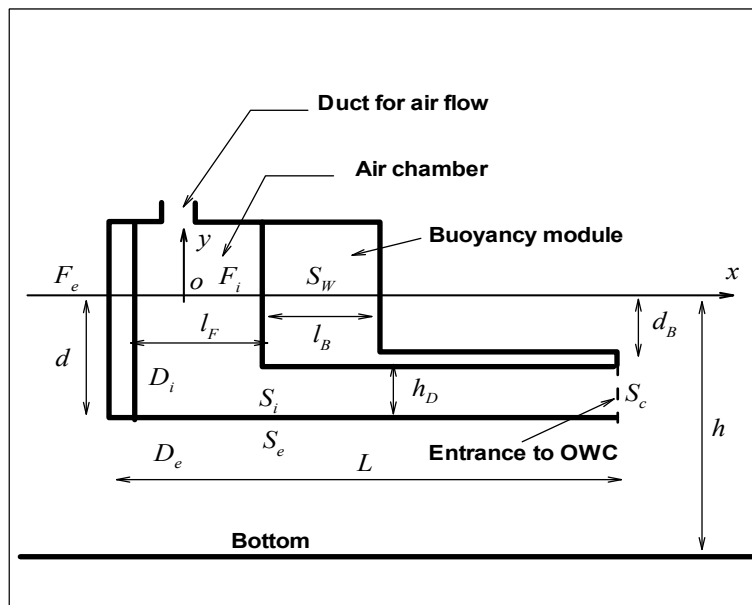 Duct for air flow
Air chamber
y
Buoyancy module
F_e
o
F_i
S_W
x
l_F
l_B
d_B
d
D_i
S_i
h_D
S_c
S_e
h
D_e
L
Entrance to OWC
Bottom